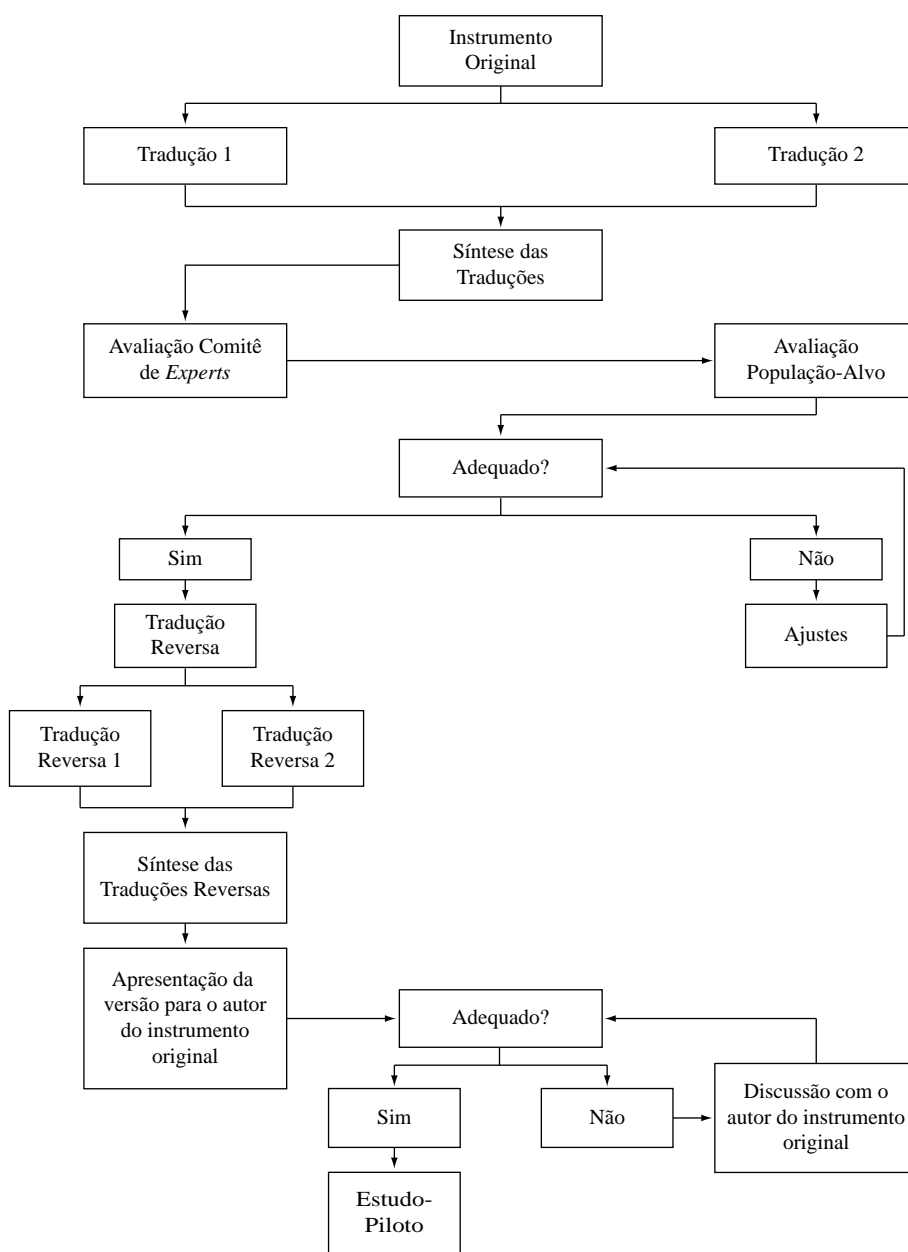 Instrumento
Original
Tradução 1
Tradução 2
Síntese das
Traduções
Avaliação Comitê
de Experts
Avaliação
População-Alvo
Adequado?
Sim
Não
Tradução
Reversa
Ajustes
Tradução
Reversa 1
Tradução
Reversa 2
Síntese das
Traduções Reversas
Apresentação da
versão para o autor
do instrumento
original
Adequado?
Sim
Não
Discussão com o
autor do instrumento
original
Estudo-
Piloto